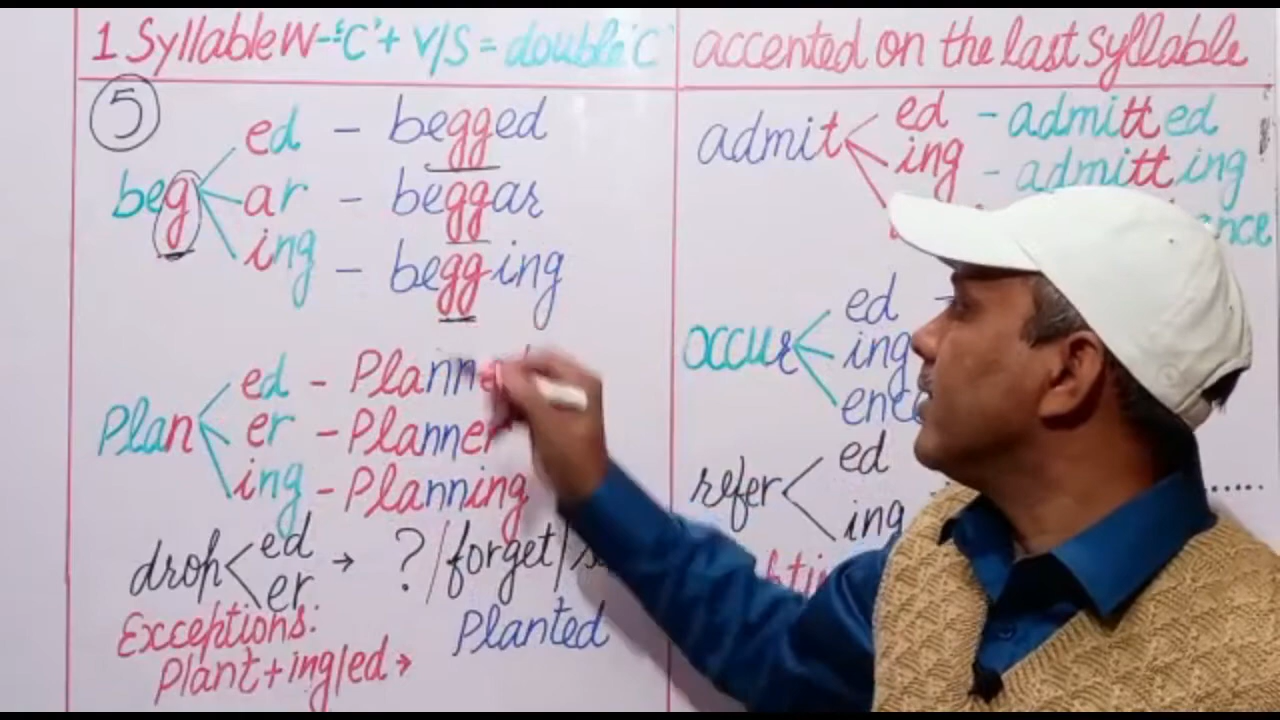 1 SyllableW-'C'+ V/S = double 'C'
5
beg
ed - begged
ar - beggar
ing - begging
Plan
ed - Planned
er - Planner
ing - Planning
drop
ed → ? /forget/
er
Exceptions:
Plant+ing/ed → Planted
accented on the last syllable
admit
ed - admitted
ing - admitting
occur
ed -
ing
ence
refer
ed
ing